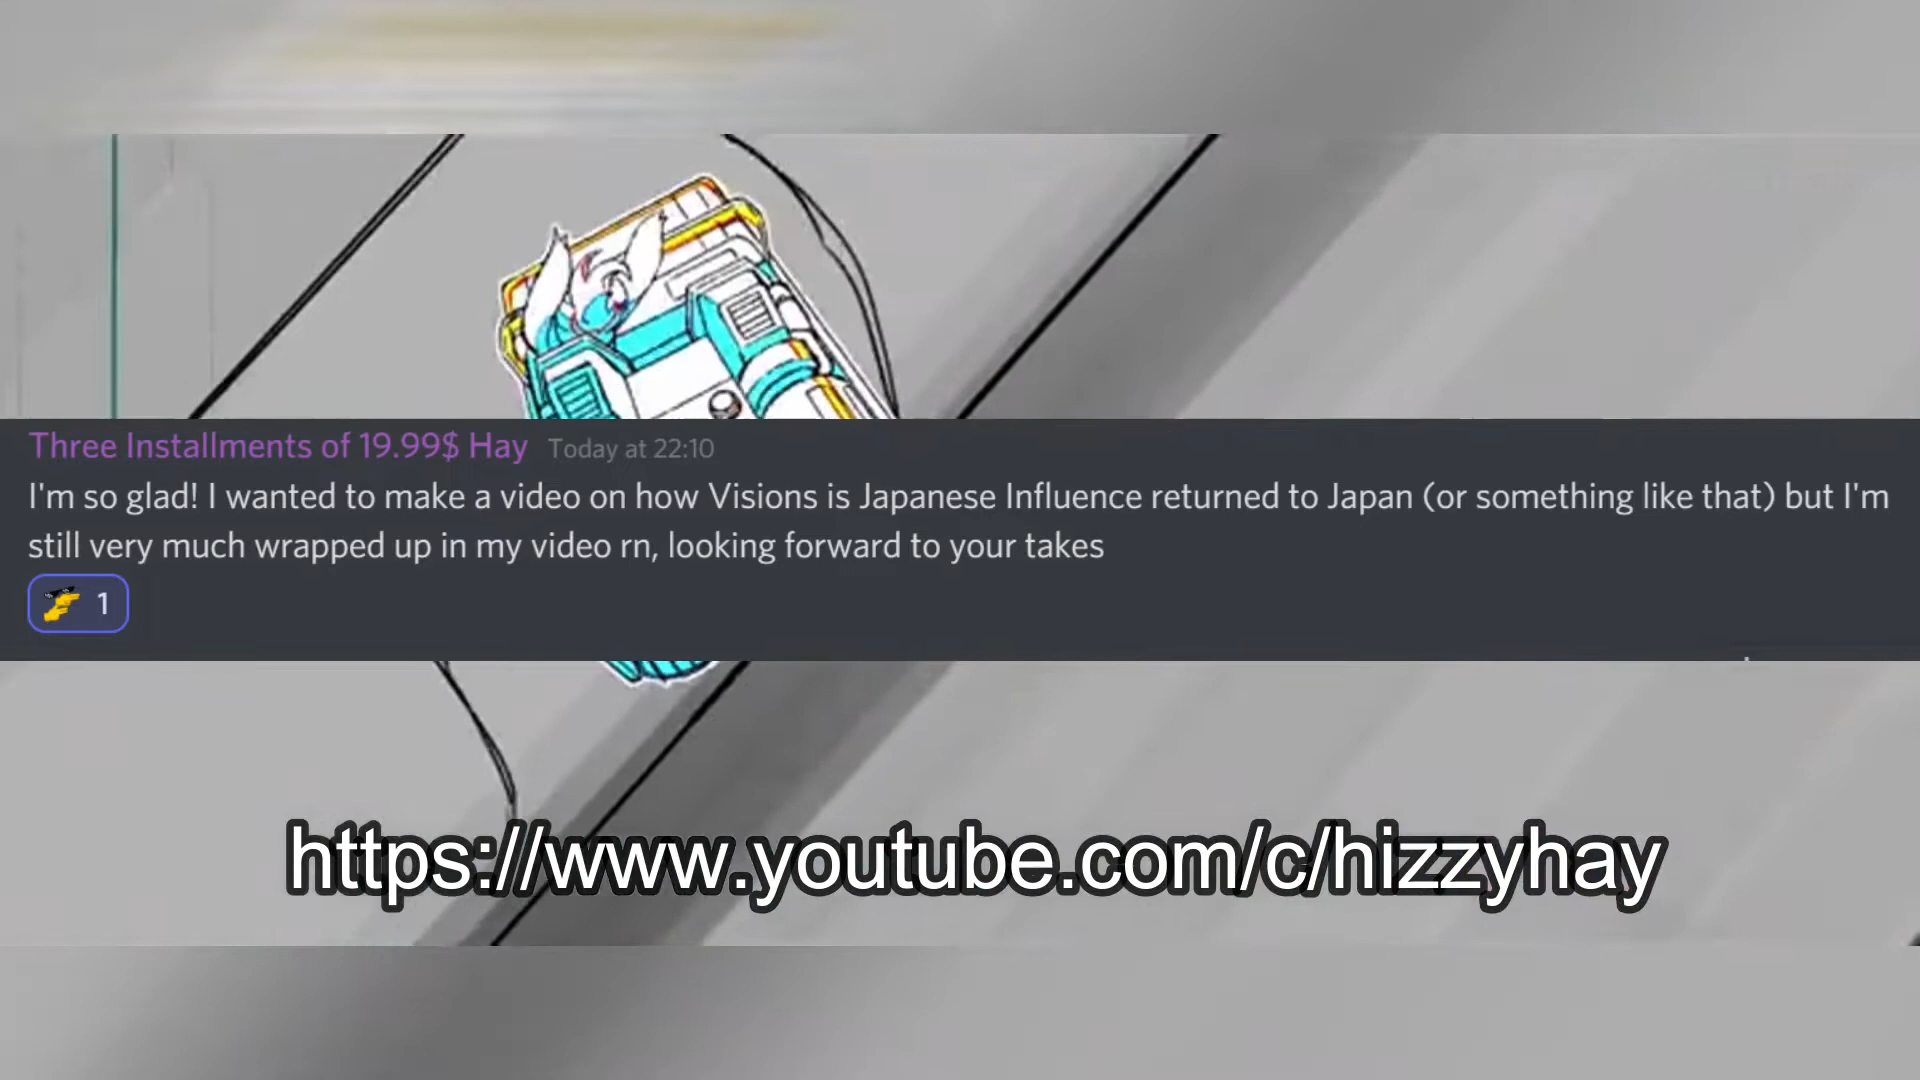 Three Installments of 19.99$ Hay Today at 22:10
I'm so glad! I wanted to make a video on how Visions is Japanese Influence returned to Japan (or something like that) but I'm
still very much wrapped up in my video rn, looking forward to your takes
1
https://www.youtube.com/c/hizzyhay